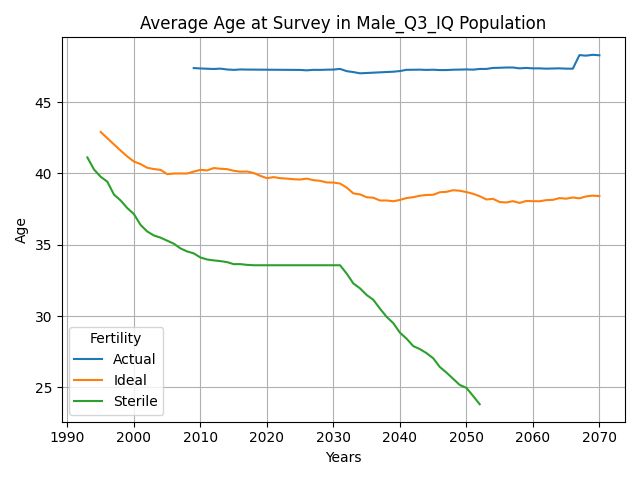 Average Age at Survey in Male_Q3_IQ Population
Age
45
40
35
30
25
Fertility
Actual
Ideal
Sterile
1990 2000 2010 2020 2030 2040 2050 2060 2070
Years